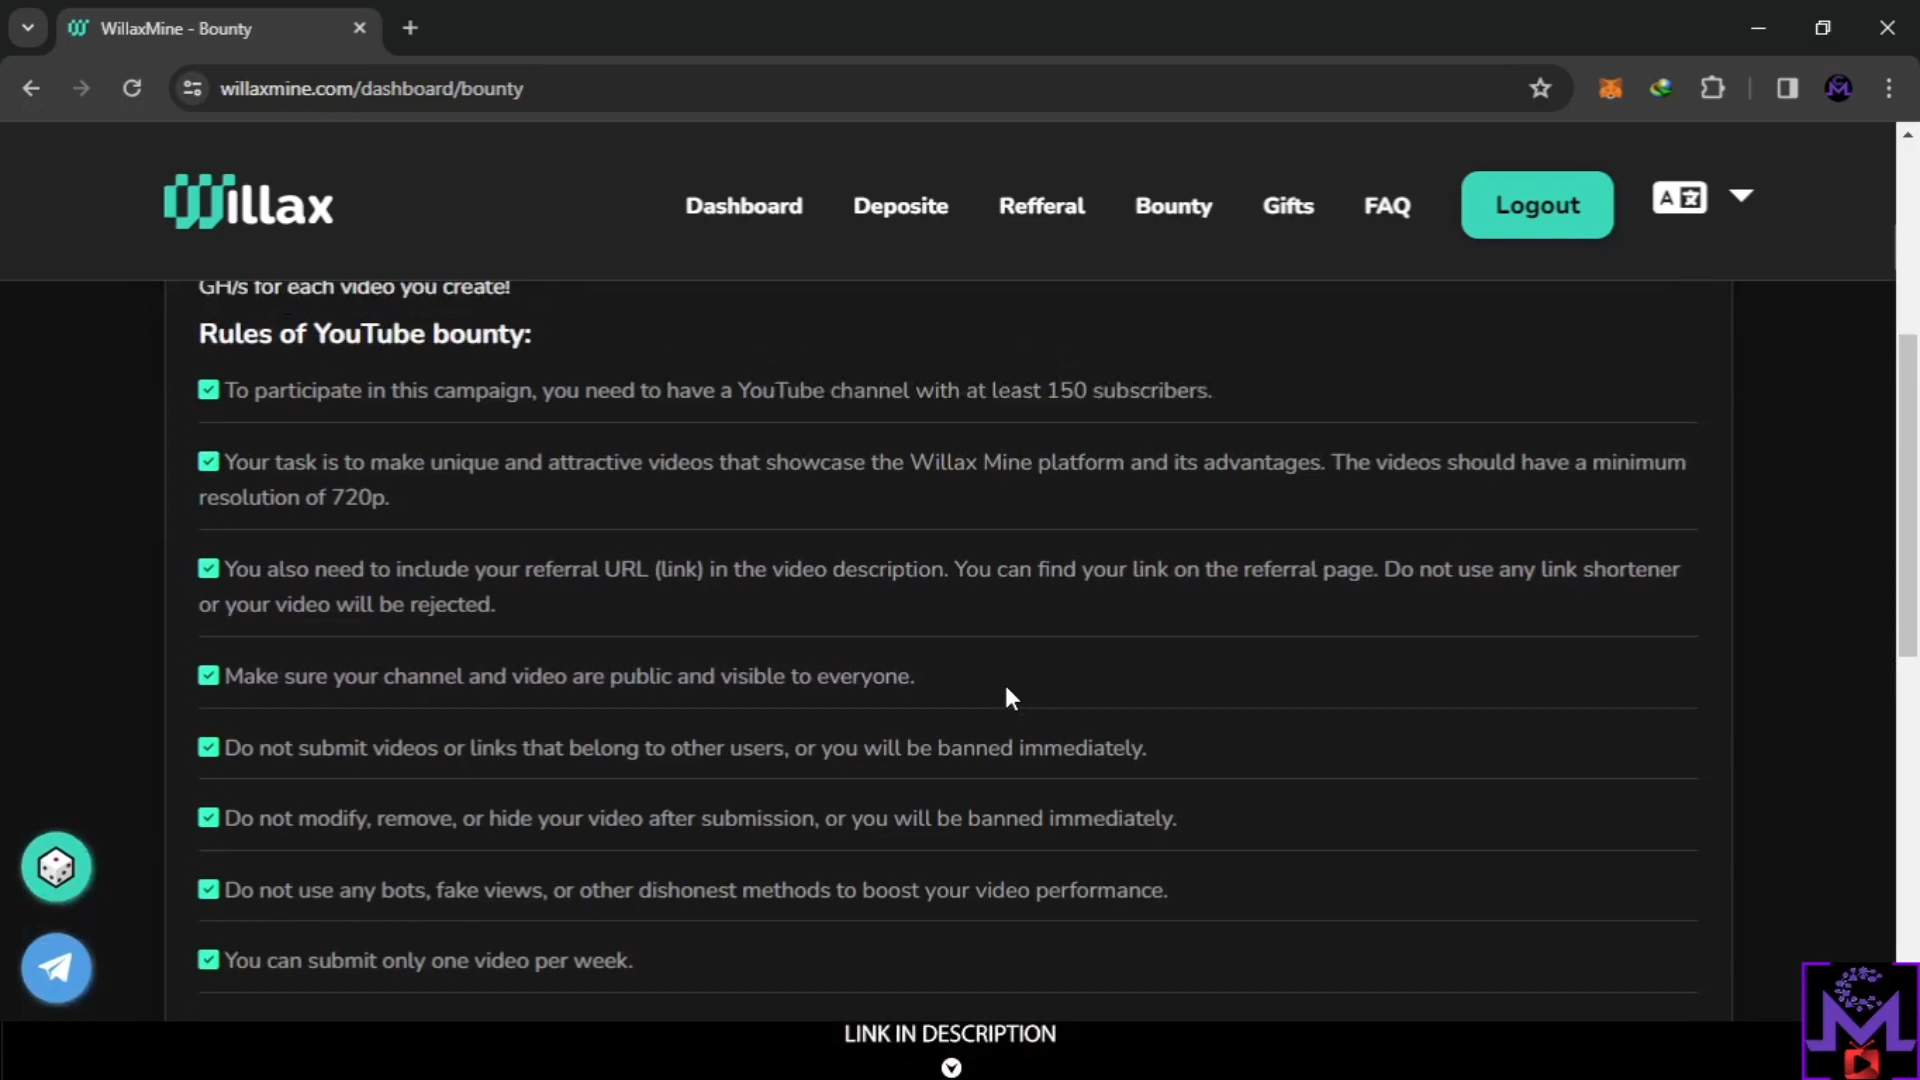 WillaxMine - Bounty
willaxmine.com/dashboard/bounty
Willax
Dashboard
Deposite
Refferal
Bounty
Gifts
FAQ
Logout
GH/s for each video you create!
Rules of YouTube bounty:
To participate in this campaign, you need to have a YouTube channel with at least 150 subscribers.
Your task is to make unique and attractive videos that showcase the Willax Mine platform and its advantages. The videos should have a minimum
resolution of 720p.
You also need to include your referral URL (link) in the video description. You can find your link on the referral page. Do not use any link shortener
or your video will be rejected.
Make sure your channel and video are public and visible to everyone.
Do not submit videos or links that belong to other users, or you will be banned immediately.
Do not modify, remove, or hide your video after submission, or you will be banned immediately.
Do not use any bots, fake views, or other dishonest methods to boost your video performance.
You can submit only one video per week.
LINK IN DESCRIPTION